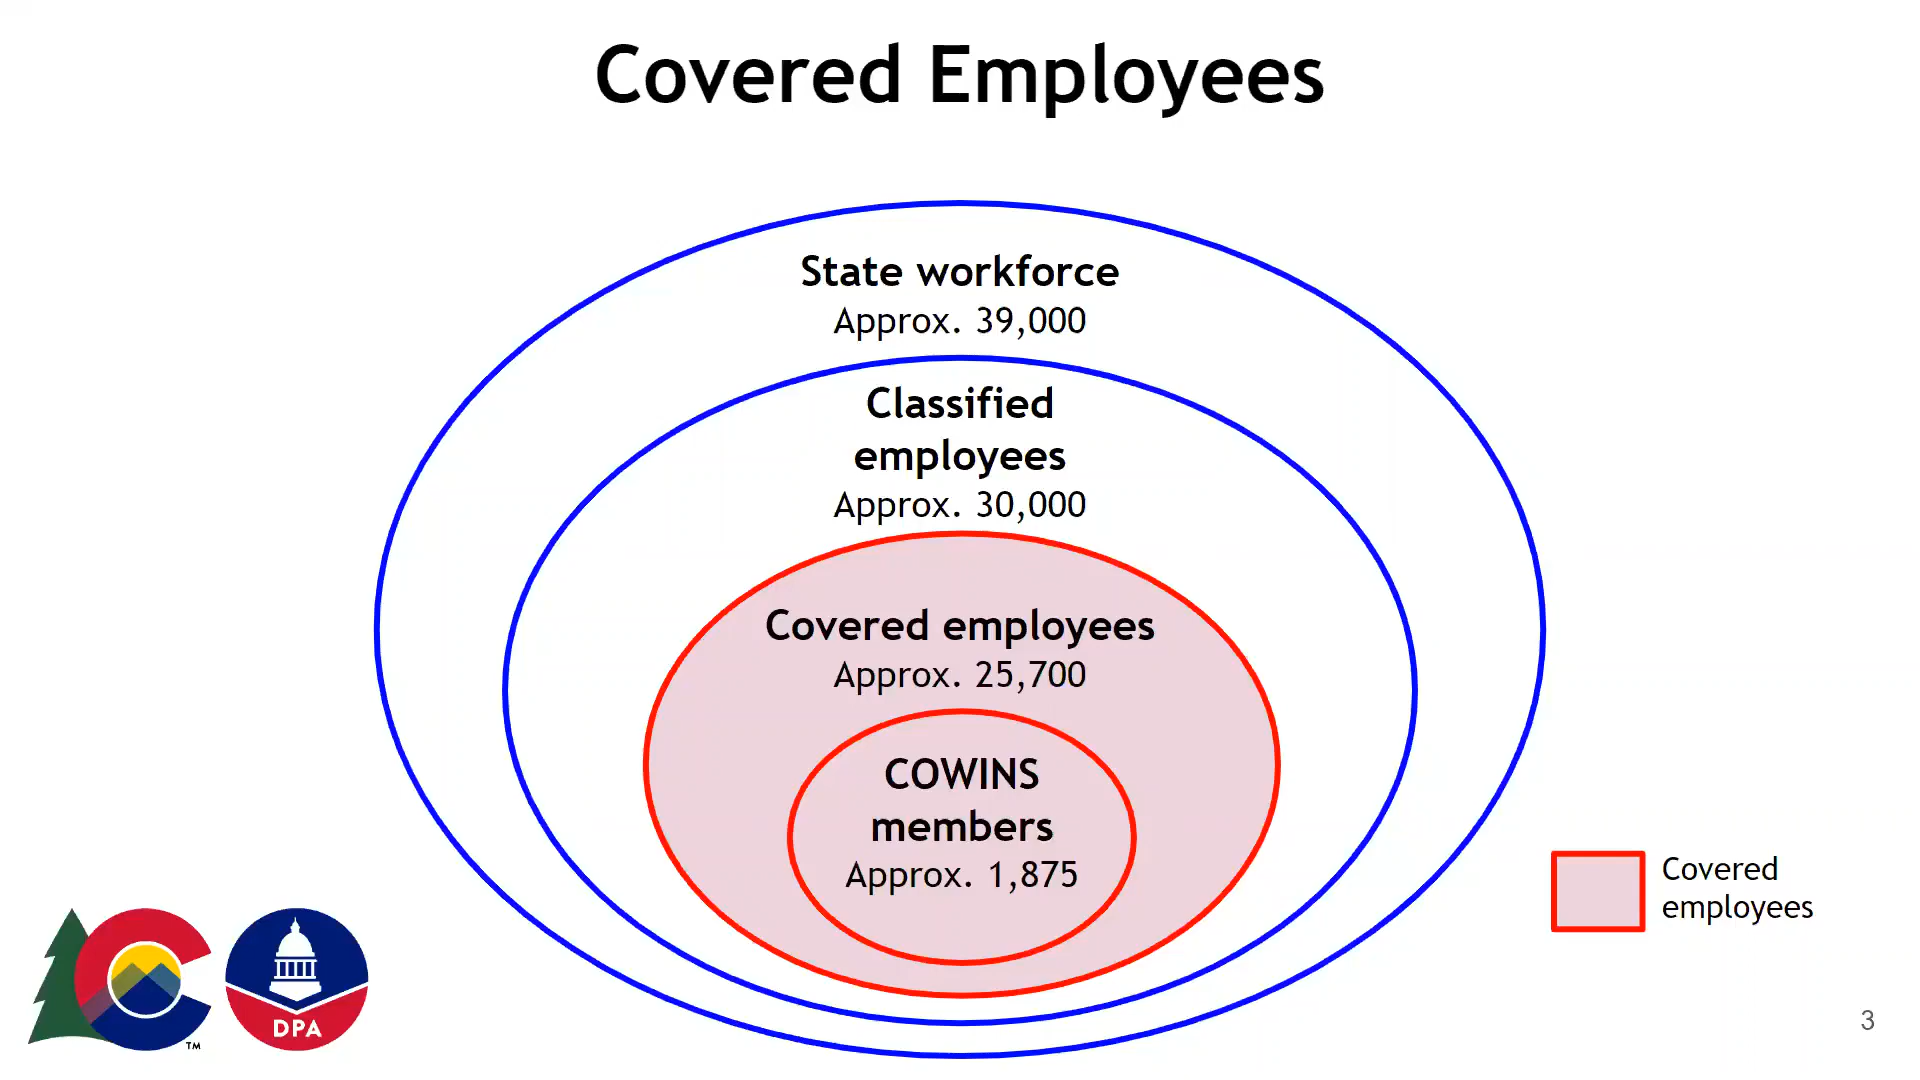 Covered Employees
State workforce
Approx. 39,000
Classified
employees
Approx. 30,000
Covered employees
Approx. 25,700
COWINS
members
Approx. 1,875
Covered
employees
TM
DPA
3